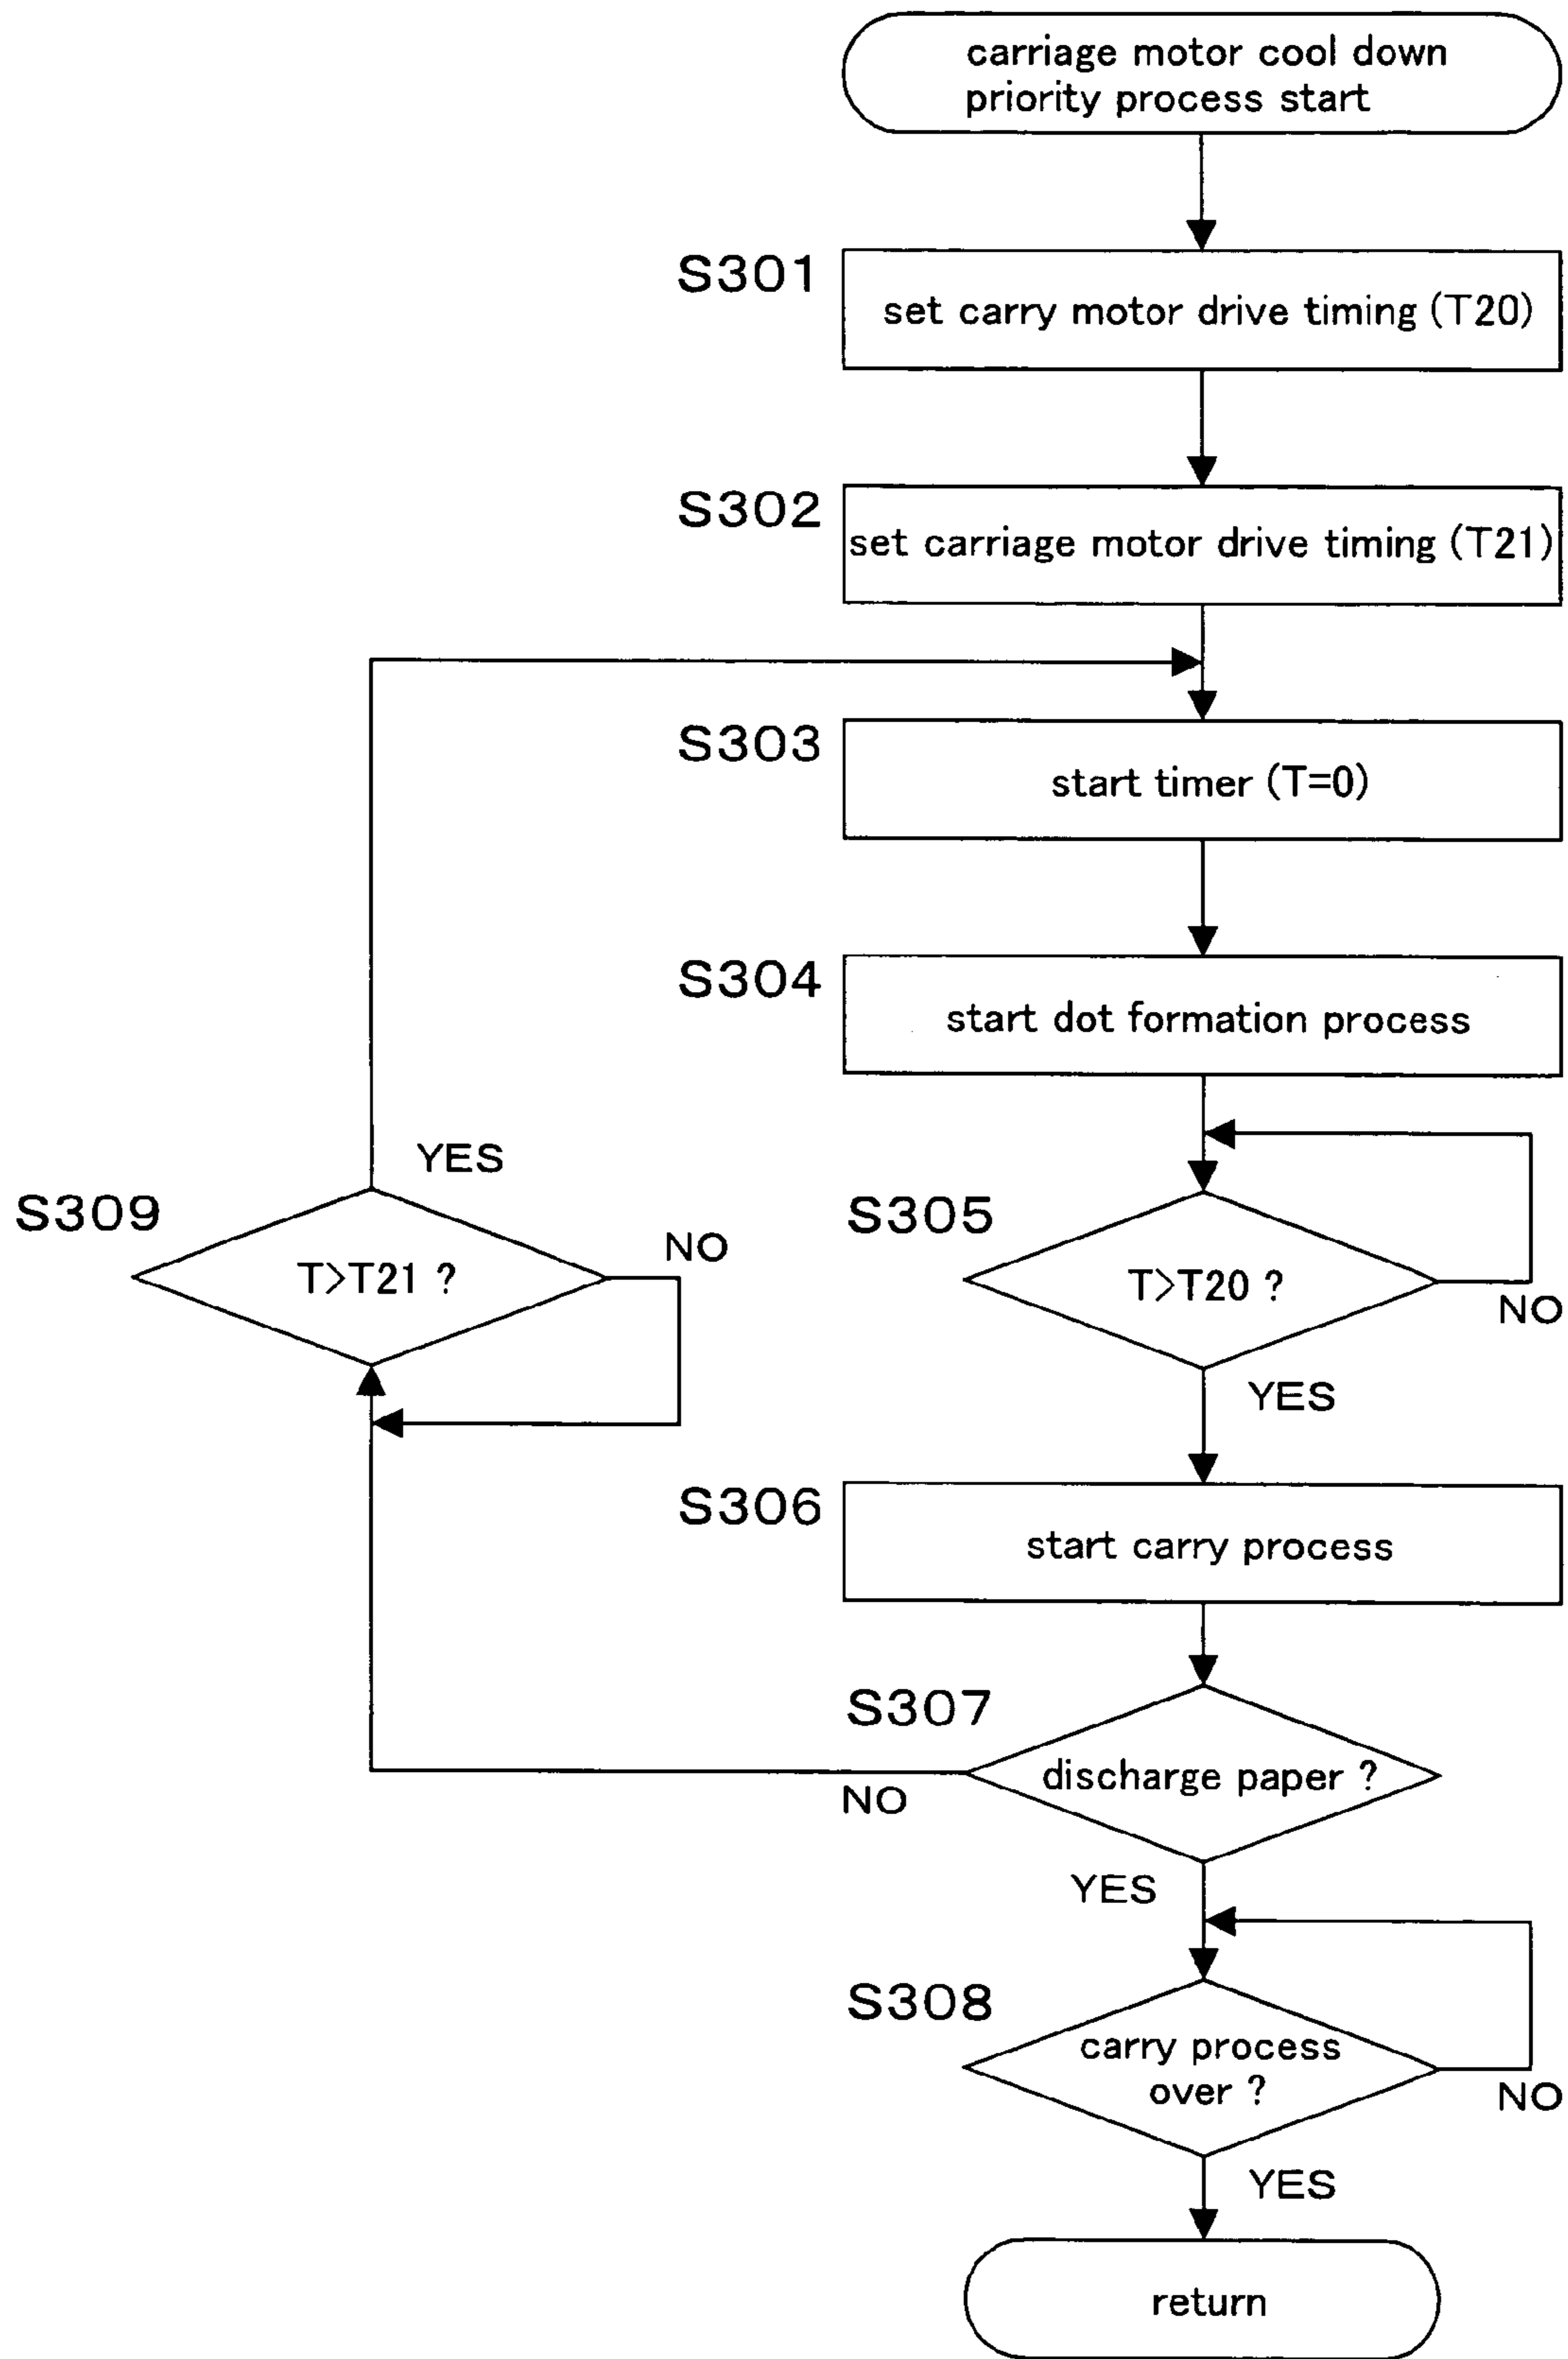 carriage motor cool down
priority process start
S301
set carry motor drive timing (T20)
S302
set carriage motor drive timing (T21)
S303
start timer (T=0)
S304
start dot formation process
YES
S309
T>T21 ?
NO
S305
T>T20 ?
NO
YES
S306
start carry process
S307
discharge paper ?
NO
YES
S308
carry process
over ?
NO
YES
return